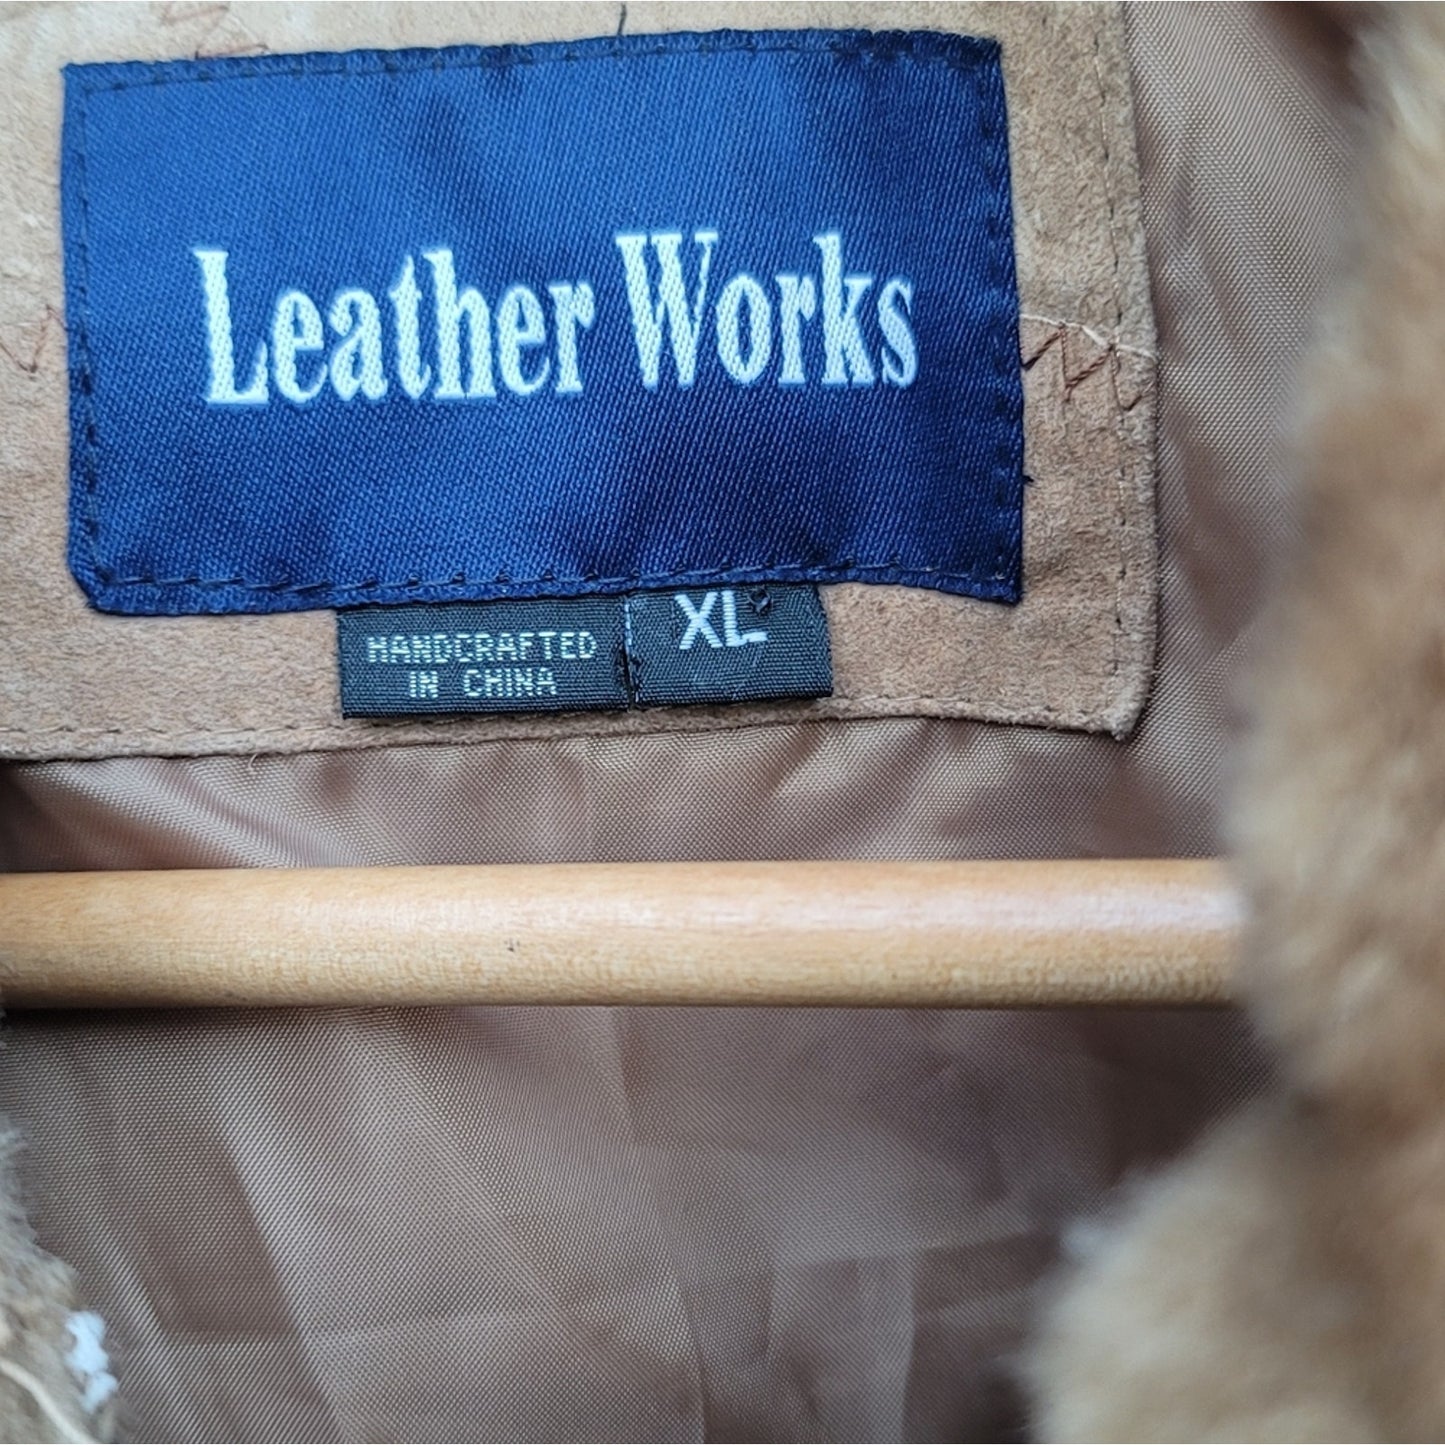 Leather Works
HANDCRAFTED
IN CHINA
XL